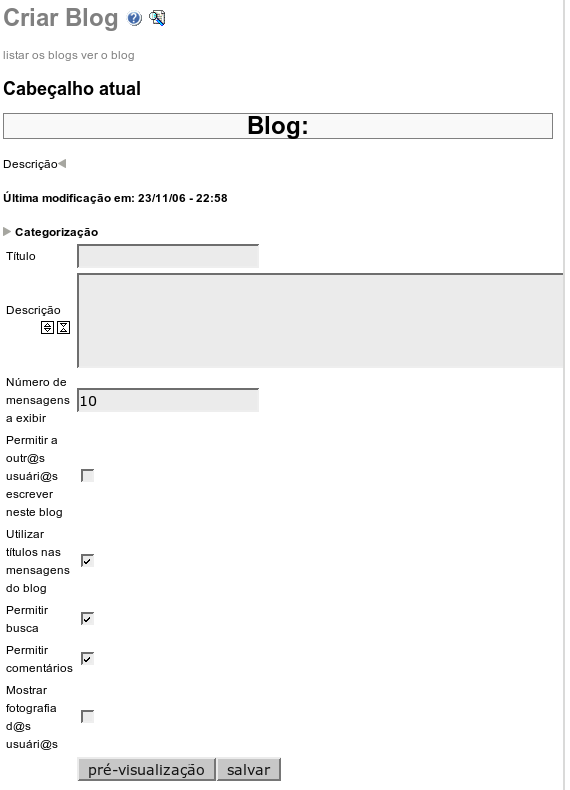 Criar Blog
listar os blogs ver o blog
Cabeçalho atual
Blog:
Descrição
Última modificação em: 23/11/06 - 22:58
Categorização
Título
Descrição
Número de
mensagens
a exibir
10
Permitir a
outr@s
usuári@s
escrever
neste blog
Utilizar
títulos nas
mensagens
do blog
Permitir
busca
Permitir
comentários
Mostrar
fotografia
d@s
usuári@s
pré-visualização salvar